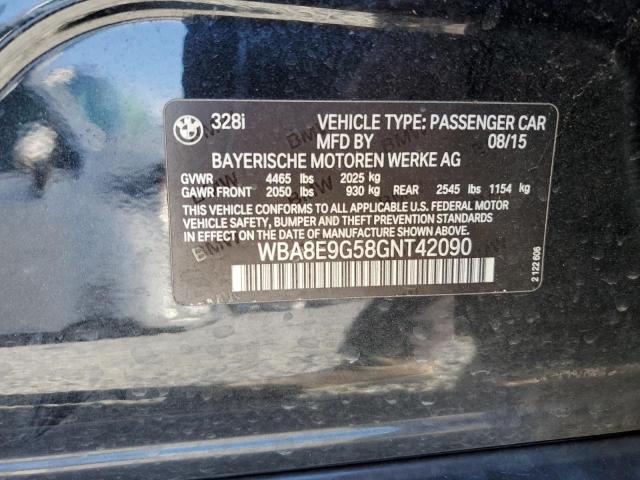 328i VEHICLE TYPE: PASSENGER CAR
MFD BY 08/15
BAYERISCHE MOTOREN WERKE AG
GVWR 4465 lbs 2025 kg
GAWR FRONT 2050 lbs 930 kg REAR 2545 lbs 1154 kg
THIS VEHICLE CONFORMS TO ALL APPLICABLE U.S. FEDERAL MOTOR
VEHICLE SAFETY, BUMPER AND THEFT PREVENTION STANDARDS
IN EFFECT ON THE DATE OF MANUFACTURE SHOWN ABOVE.
WBA8E9G58GNT42090
2 122 606